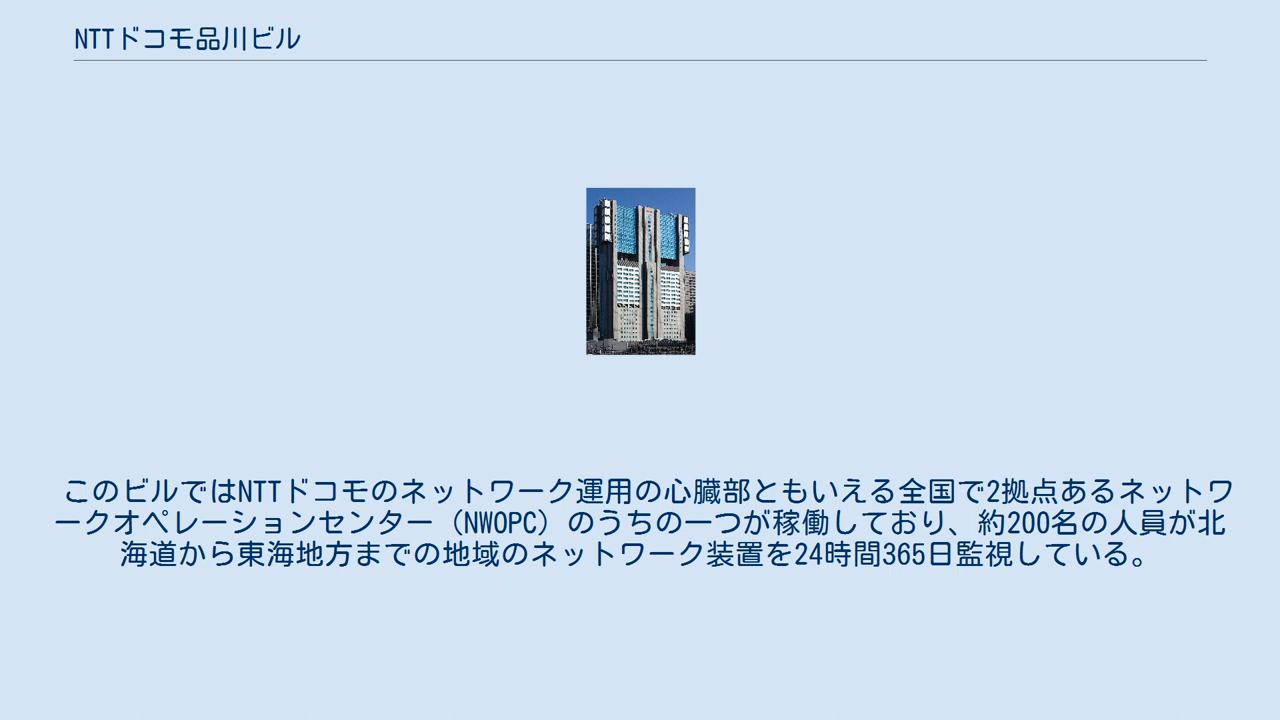 NTTドコモ品川ビル
このビルではNTTドコモのネットワーク運用の心臓部ともいえる全国で2拠点あるネットワ
ークオペレーションセンター（NWOPC）のうちの一つが稼働しており、約200名の人員が北
海道から東海地方までの地域のネットワーク装置を24時間365日監視している。